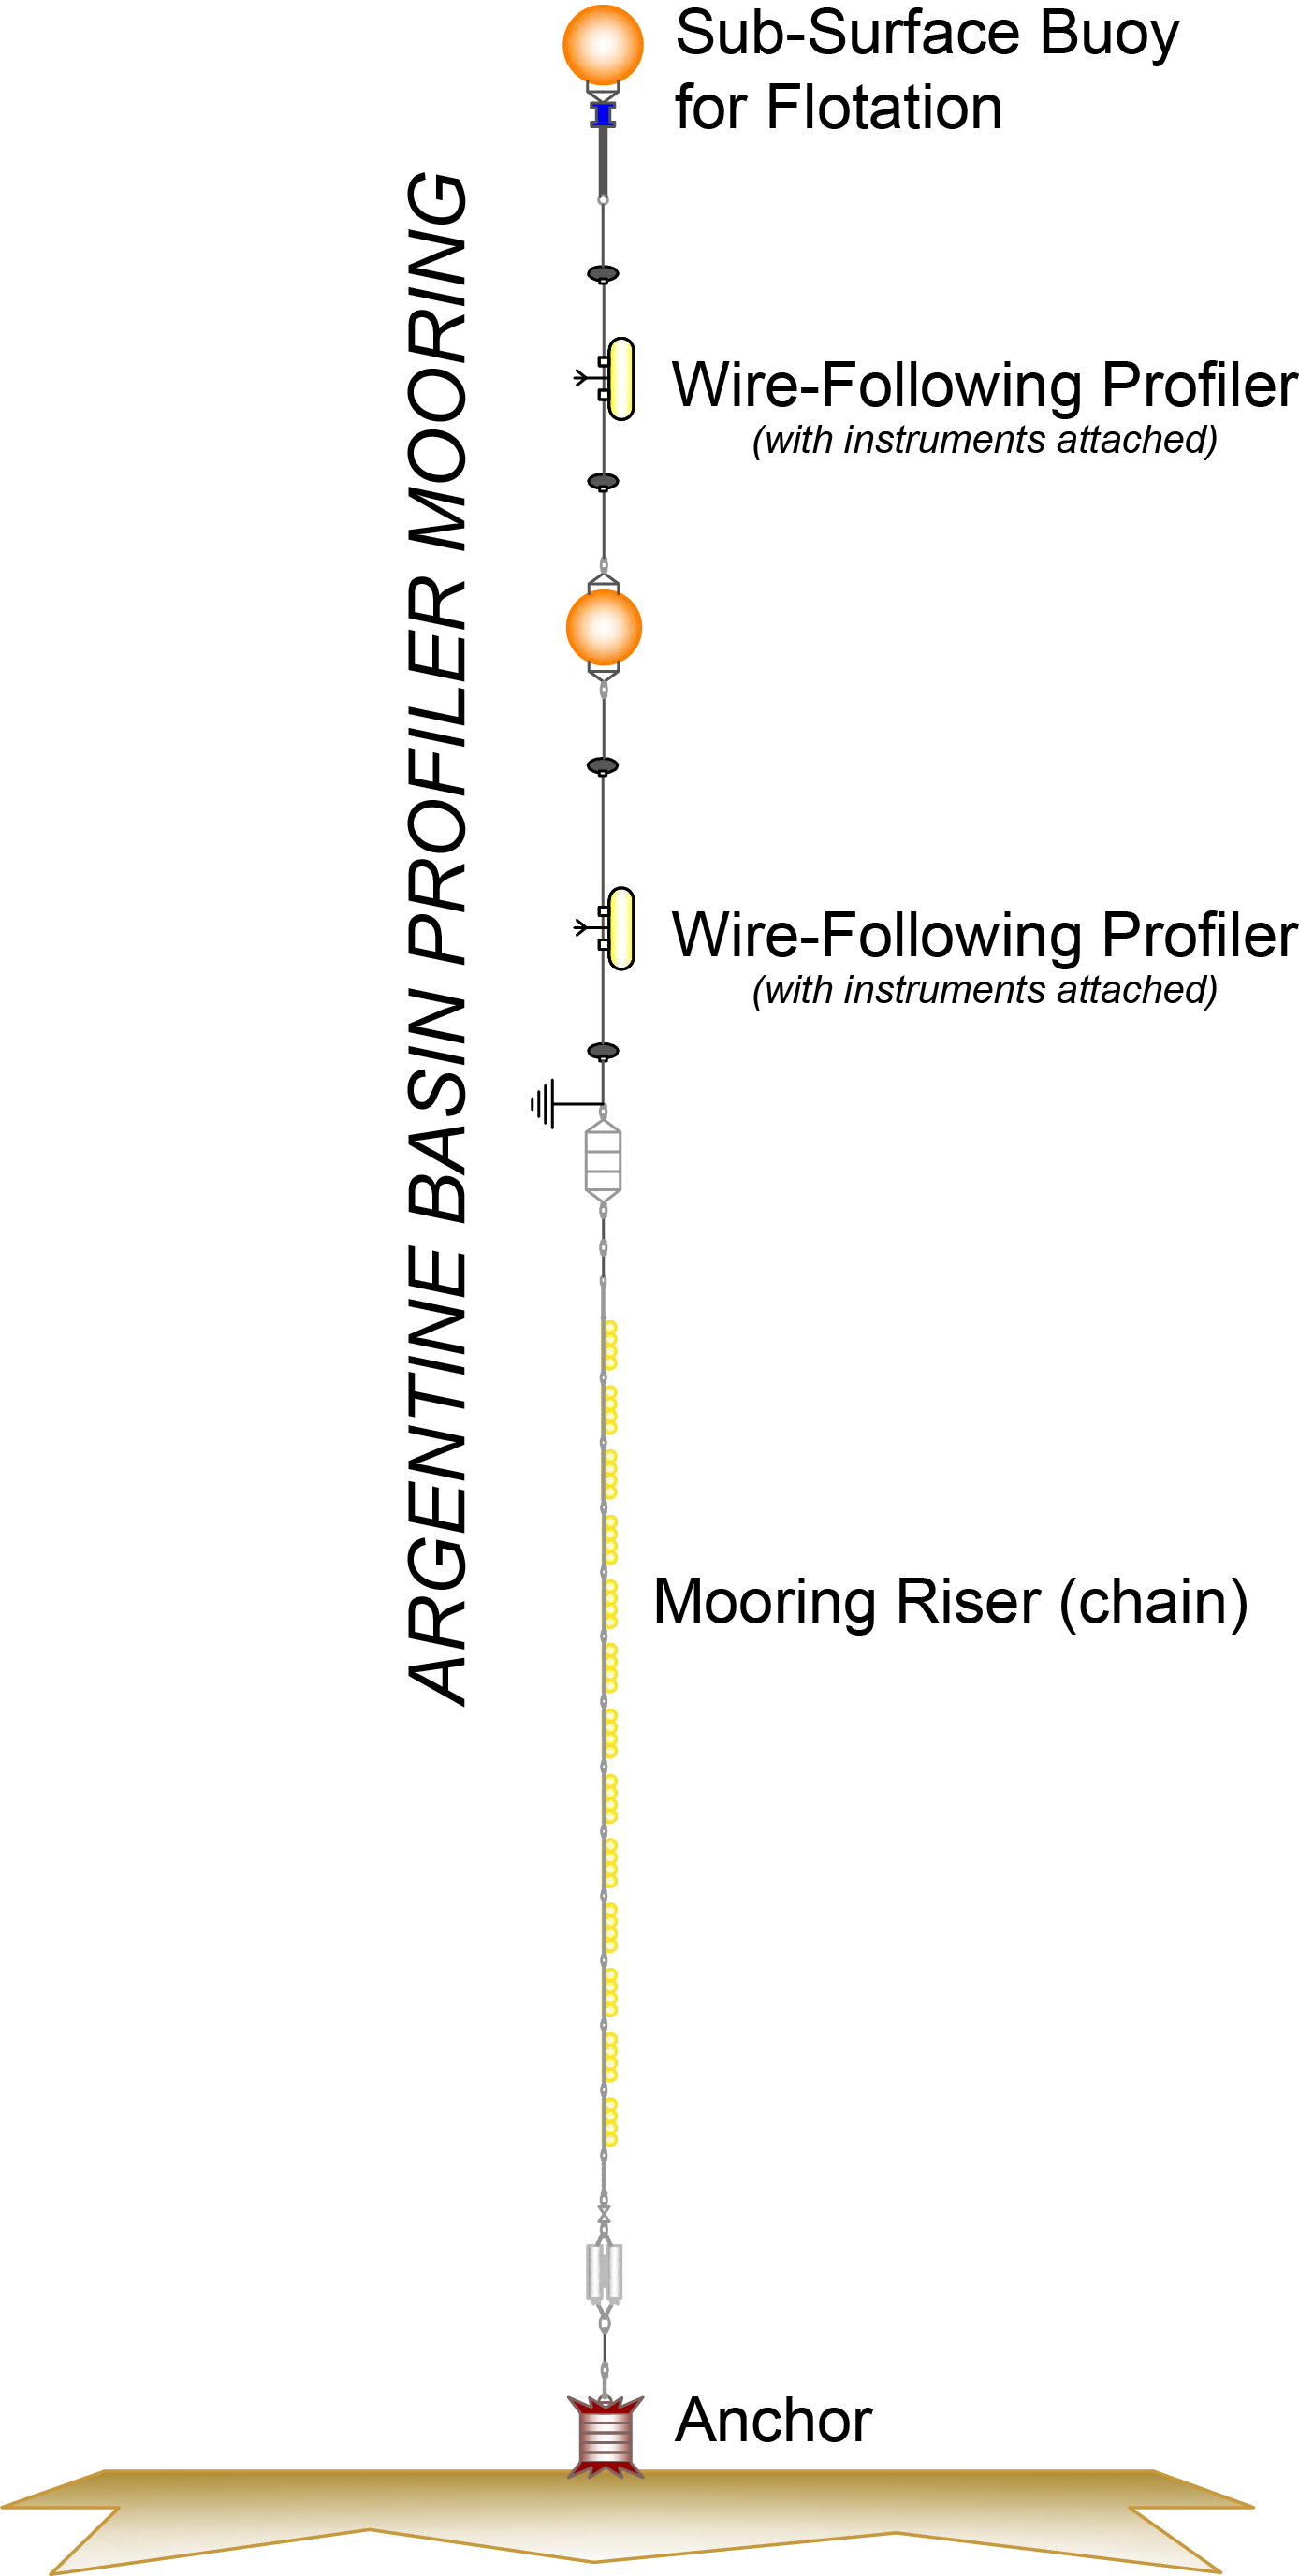 Sub-Surface Buoy
for Flotation
ARGENTINE BASIN PROFILER MOORING
Wire-Following Profiler
(with instruments attached)
Wire-Following Profiler
(with instruments attached)
Mooring Riser (chain)
Anchor